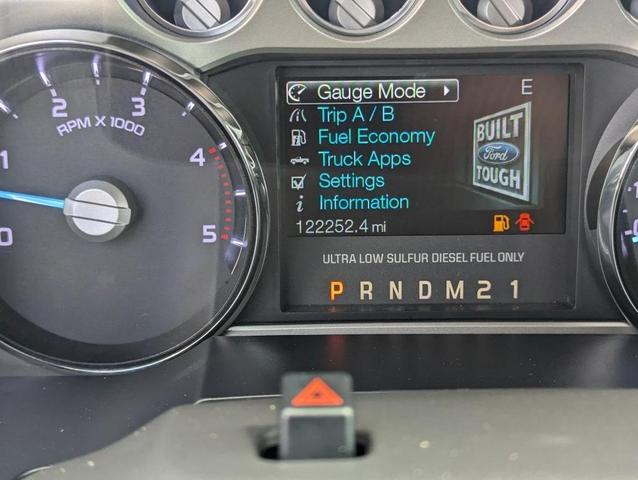 1
2
3
4
0
5
RPM X 1000
Gauge Mode
E
Trip A / B
Fuel Economy
Truck Apps
Settings
Information
BUILT
Ford
TOUGH
122252.4 mi
ULTRA LOW SULFUR DIESEL FUEL ONLY
P R N D M 2 1